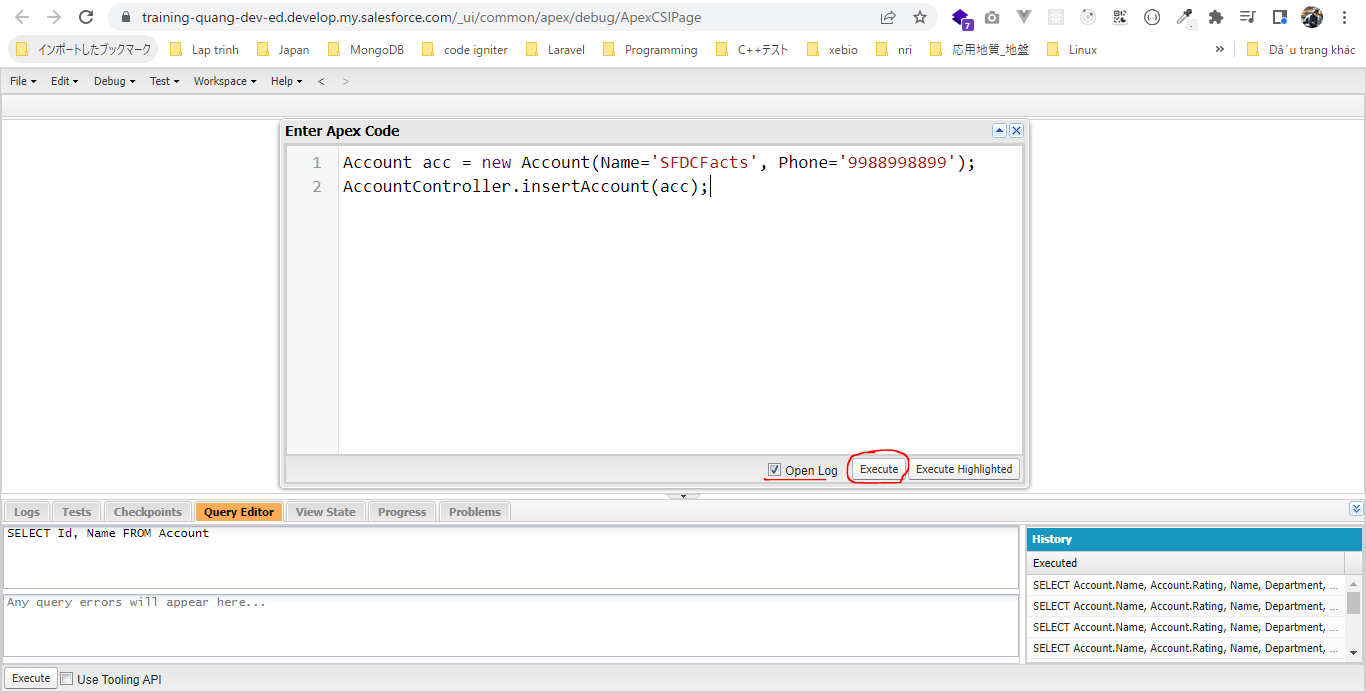 training-quang-dev-ed.develop.my.salesforce.com/_ui/common/apex/debug/ApexCSIPage
7
インポートしたブックマーク Lap trinh Japan MongoDB code igniter Laravel Programming C++テスト xebio nri 応用地質_地盤 Linux » Dấu trang khác
File Edit Debug Test Workspace Help < >
Enter Apex Code
1 Account acc = new Account(Name='SFDCFacts', Phone='9988998899');
2 AccountController.insertAccount(acc);
Open Log Execute Execute Highlighted
Logs Tests Checkpoints Query Editor View State Progress Problems
SELECT Id, Name FROM Account
Any query errors will appear here...
History
Executed
SELECT Account.Name, Account.Rating, Name, Department, ...
SELECT Account.Name, Account.Rating, Name, Department, ...
SELECT Account.Name, Account.Rating, Name, Department, ...
SELECT Account.Name, Account.Rating, Name, Department, ...
Execute Use Tooling API